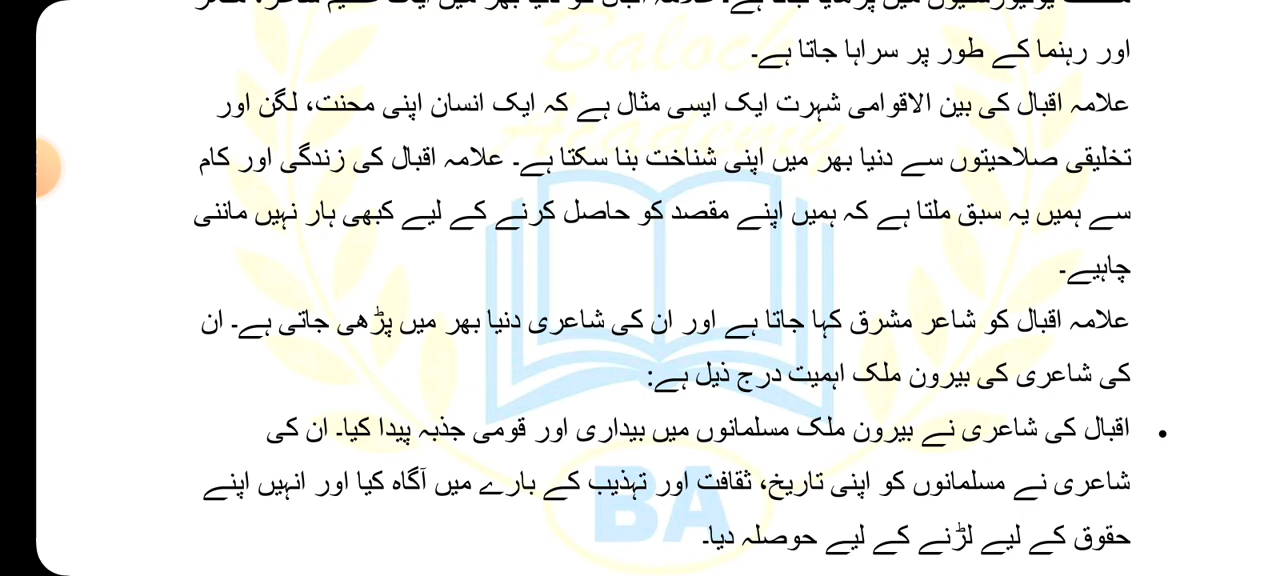 اور رہنما کے طور پر سراہا جاتا ہے۔
علامہ اقبال کی بین الاقوامی شہرت ایک ایسی مثال ہے کہ ایک انسان اپنی محنت، لگن اور
تخلیقی صلاحیتوں سے دنیا بھر میں اپنی شناخت بنا سکتا ہے۔ علامہ اقبال کی زندگی اور کام
سے ہمیں یہ سبق ملتا ہے کہ ہمیں اپنے مقصد کو حاصل کرنے کے لیے کبھی ہار نہیں ماننی
چاہیے۔
علامہ اقبال کو شاعر مشرق کہا جاتا ہے اور ان کی شاعری دنیا بھر میں پڑھی جاتی ہے۔ ان
کی شاعری کی بیرون ملک اہمیت درج ذیل ہے:
• اقبال کی شاعری نے بیرون ملک مسلمانوں میں بیداری اور قومی جذبہ پیدا کیا۔ ان کی
شاعری نے مسلمانوں کو اپنی تاریخ، ثقافت اور تہذیب کے بارے میں آگاہ کیا اور انہیں اپنے
حقوق کے لیے لڑنے کے لیے حوصلہ دیا۔
Baloch
Academy
BA